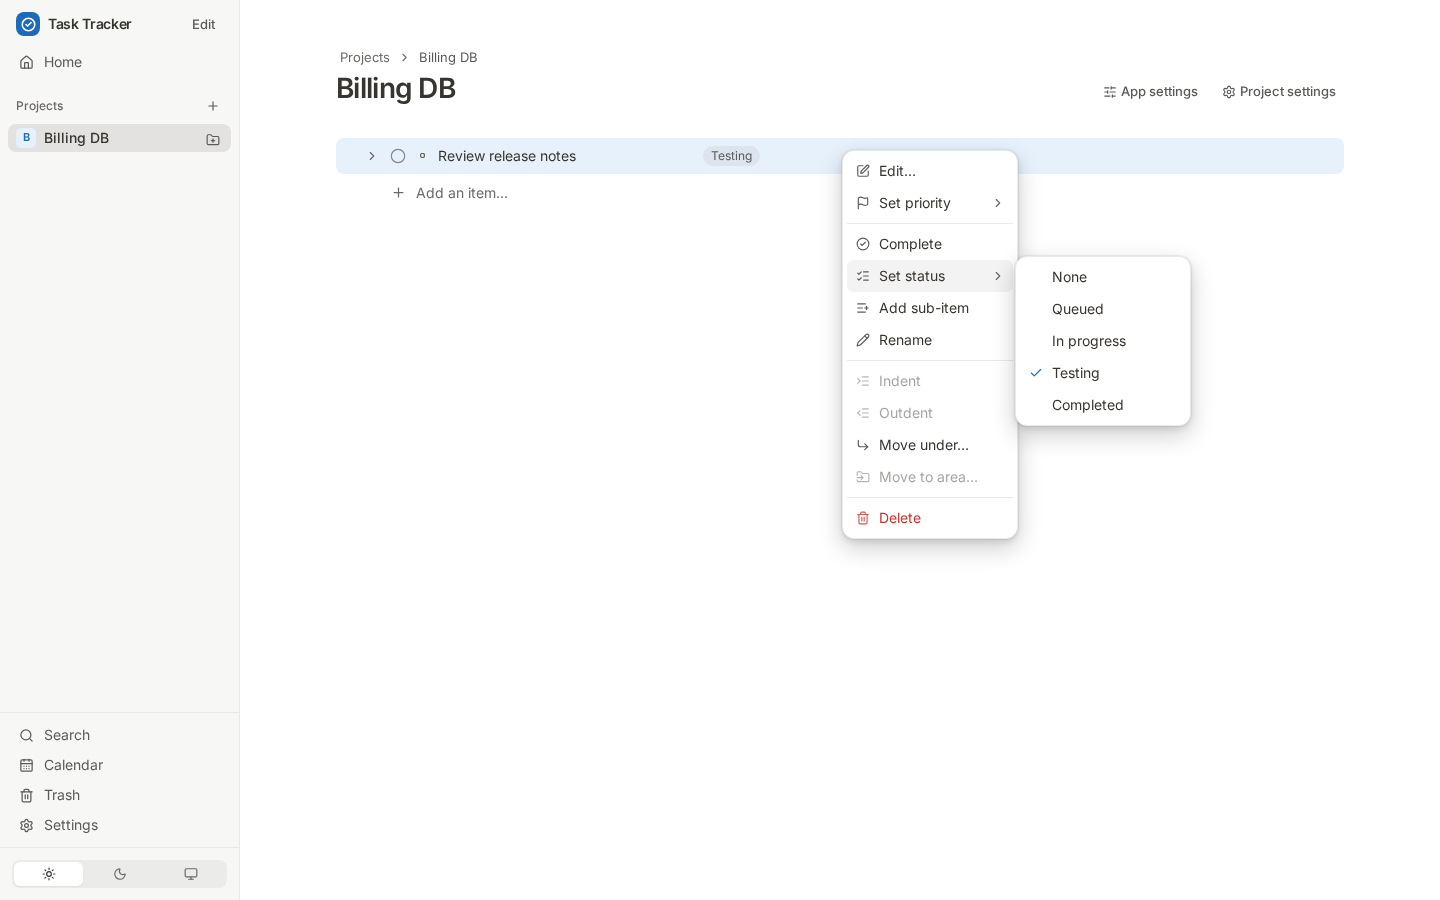 Task Tracker
Edit
Home
Projects
B Billing DB
Search
Calendar
Trash
Settings
Projects Billing DB
Billing DB
App settings
Project settings
Review release notes
Testing
Add an item...
Edit...
Set priority
Complete
Set status
Add sub-item
Rename
Indent
Outdent
Move under...
Move to area...
Delete
None
Queued
In progress
Testing
Completed